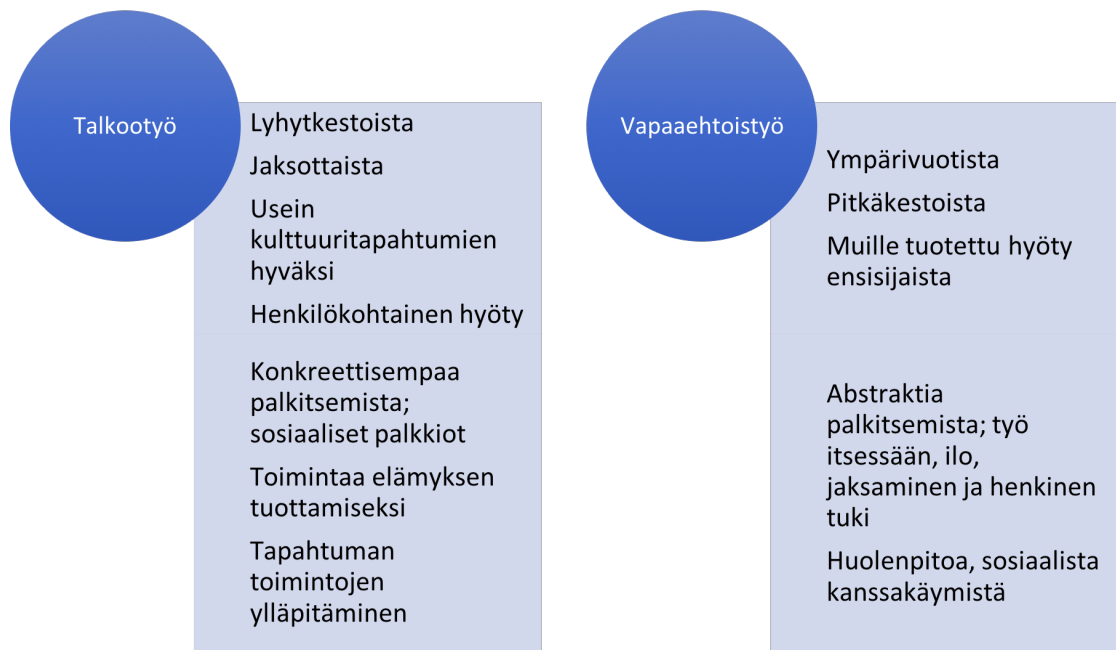 Talkootyö
Lyhytkestoista
Jaksottaista
Usein
kulttuuritapahtumien
hyväksi
Henkilökohtainen hyöty
Konkreettisempaa
palkitsemista;
sosiaaliset palkkiot
Toimintaa elämyksen
tuottamiseksi
Tapahtuman
toimintojen
ylläpitäminen
Vapaaehtoistyö
Ympärivuotista
Pitkäkestoista
Muille tuotettu hyöty
ensisijaista
Abstraktia
palkitsemista; työ
itsessään, ilo,
jaksaminen ja henkinen
tuki
Huolenpitoa, sosiaalista
kanssakäymistä